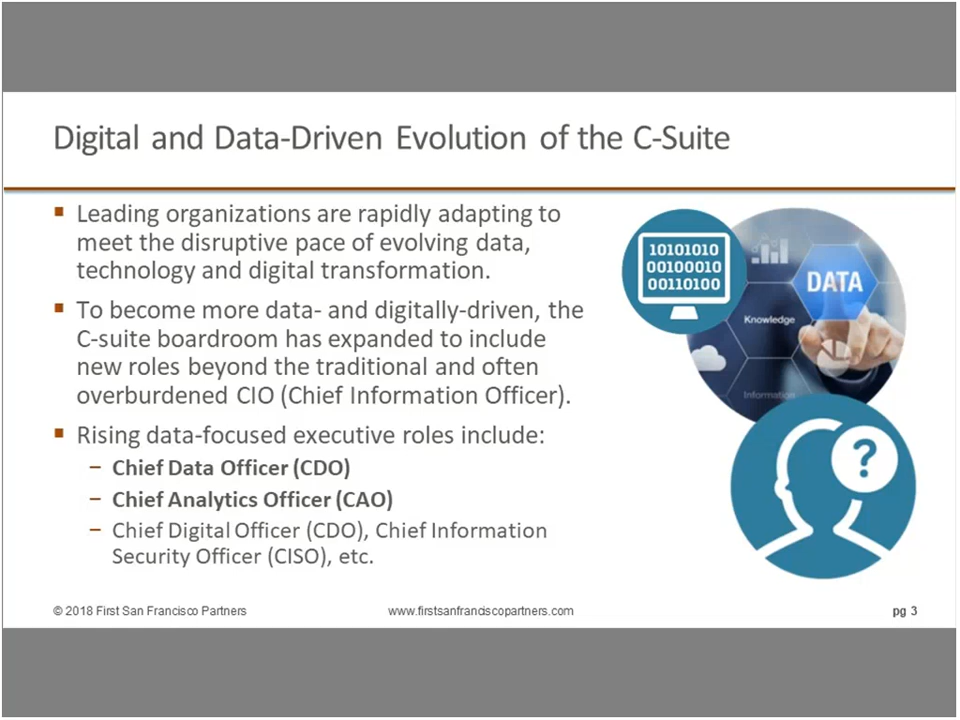 Digital and Data-Driven Evolution of the C-Suite
▪ Leading organizations are rapidly adapting to
meet the disruptive pace of evolving data,
technology and digital transformation.
▪ To become more data- and digitally-driven, the
C-suite boardroom has expanded to include
new roles beyond the traditional and often
overburdened CIO (Chief Information Officer).
▪ Rising data-focused executive roles include:
– Chief Data Officer (CDO)
– Chief Analytics Officer (CAO)
– Chief Digital Officer (CDO), Chief Information
Security Officer (CISO), etc.
10101010
00100010
00110100
DATA
Knowledge
Information
?
© 2018 First San Francisco Partners
www.firstsanfranciscopartners.com
pg 3